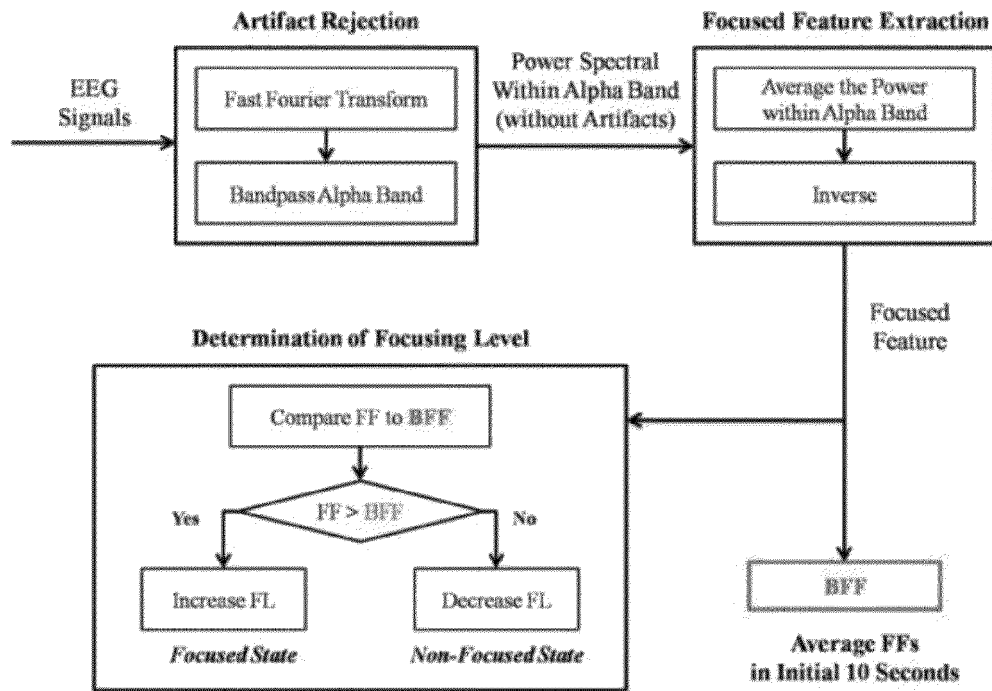 Artifact Rejection
Focused Feature Extraction
EEG
Signals
Fast Fourier Transform
Bandpass Alpha Band
Power Spectral
Within Alpha Band
(without Artifacts)
Average the Power
within Alpha Band
Inverse
Focused
Feature
Determination of Focusing Level
Compare FF to BFF
FF > BFF
Yes
No
Increase FL
Decrease FL
Focused State
Non-Focused State
BFF
Average FFs
in Initial 10 Seconds